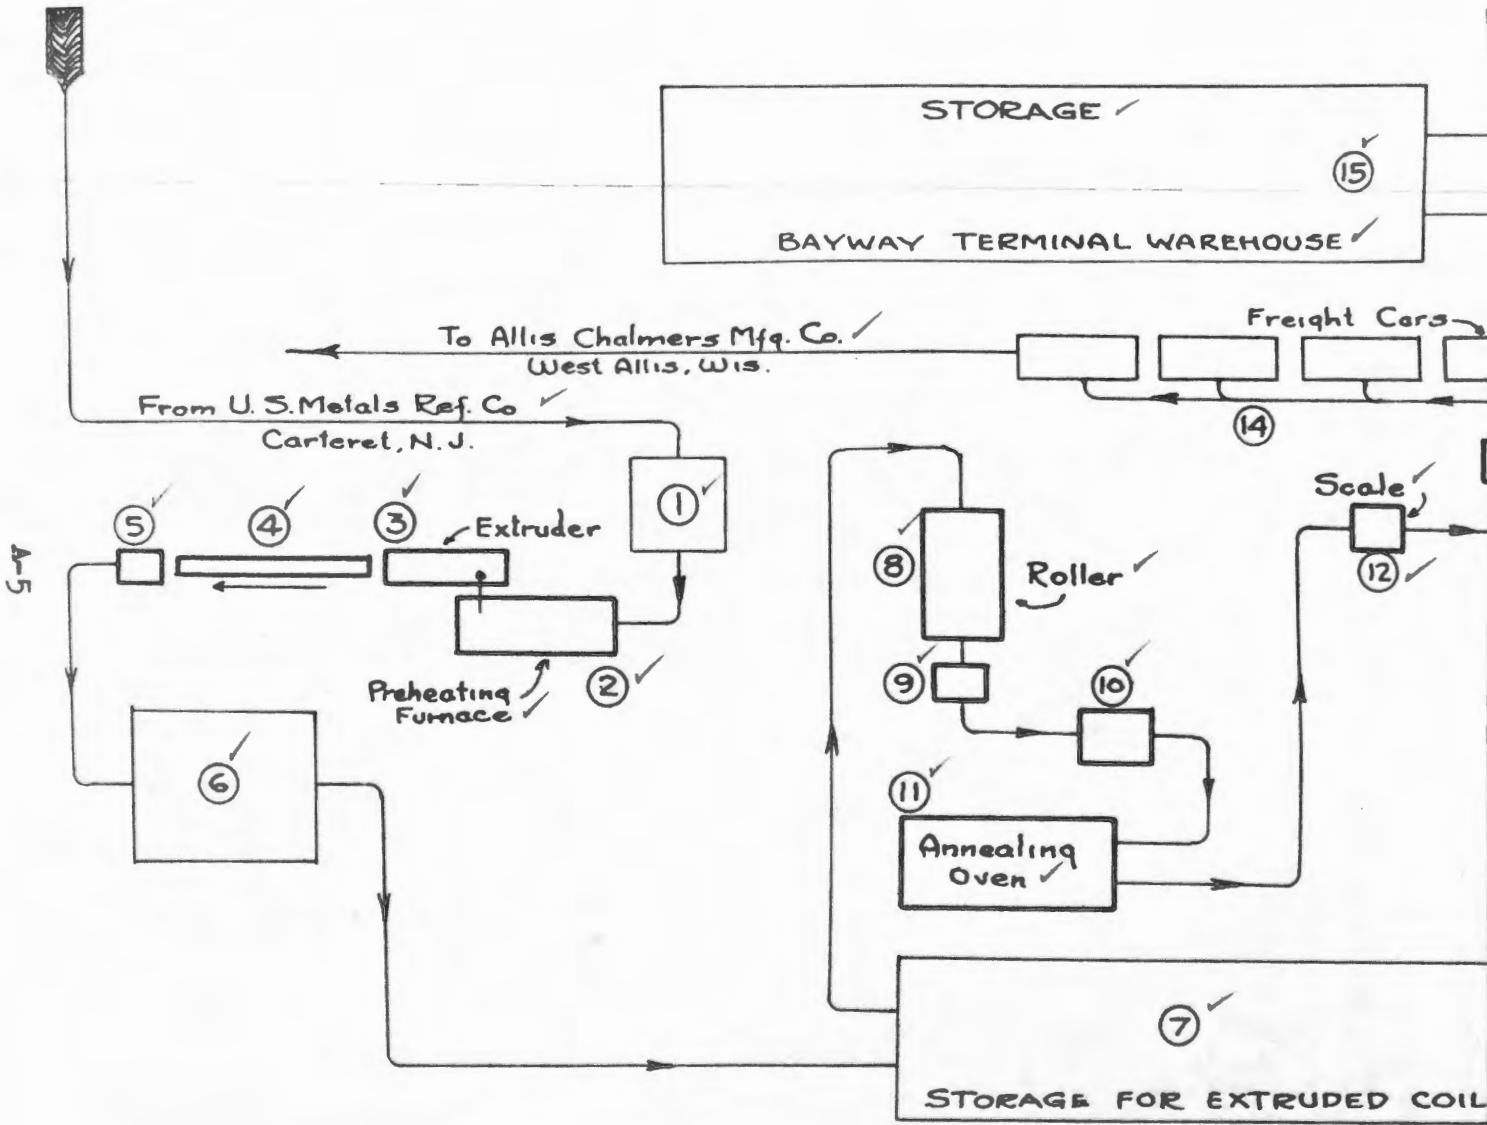 STORAGE
15
BAYWAY TERMINAL WAREHOUSE
Freight Cars
To Allis Chalmers Mfg. Co.
West Allis, Wis.
14
From U.S. Metals Ref. Co
Carteret, N.J.
1
Scale
12
5
4
3
Extruder
8
Roller
A-5
Preheating
Furnace
2
9
10
6
11
Annealing
Oven
7
STORAGE FOR EXTRUDED COIL